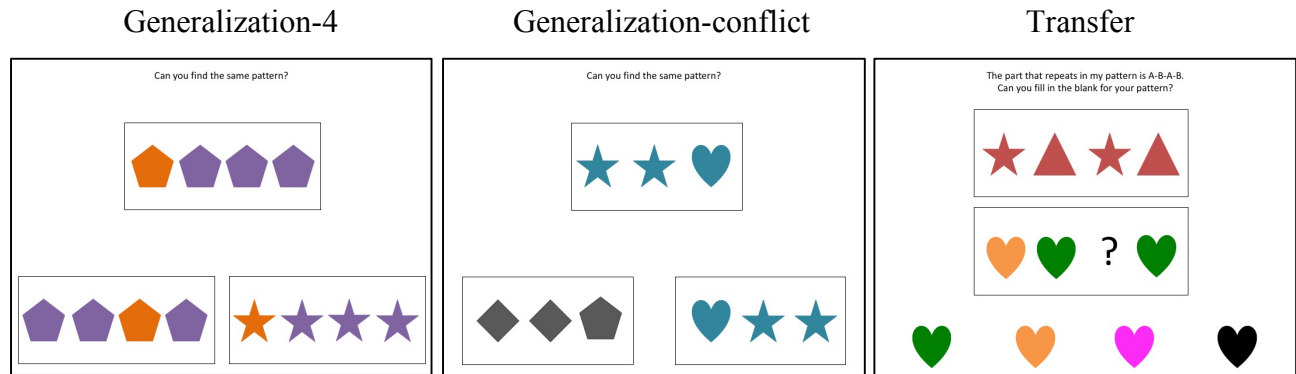 Generalization-4
Generalization-conflict
Transfer
Can you find the same pattern?
Can you find the same pattern?
The part that repeats in my pattern is A-B-A-B.
Can you fill in the blank for your pattern?
?